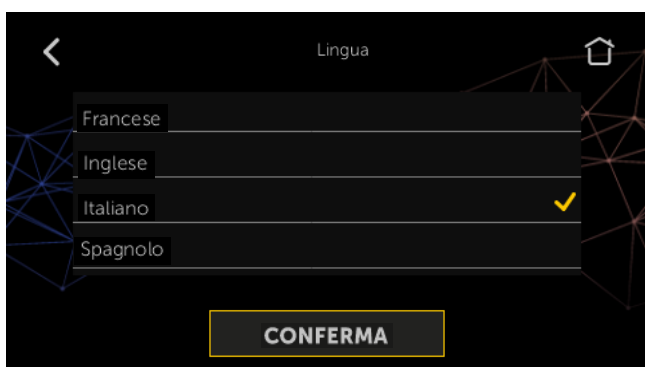 Lingua
Francese
Inglese
Italiano
Spagnolo
CONFERMA